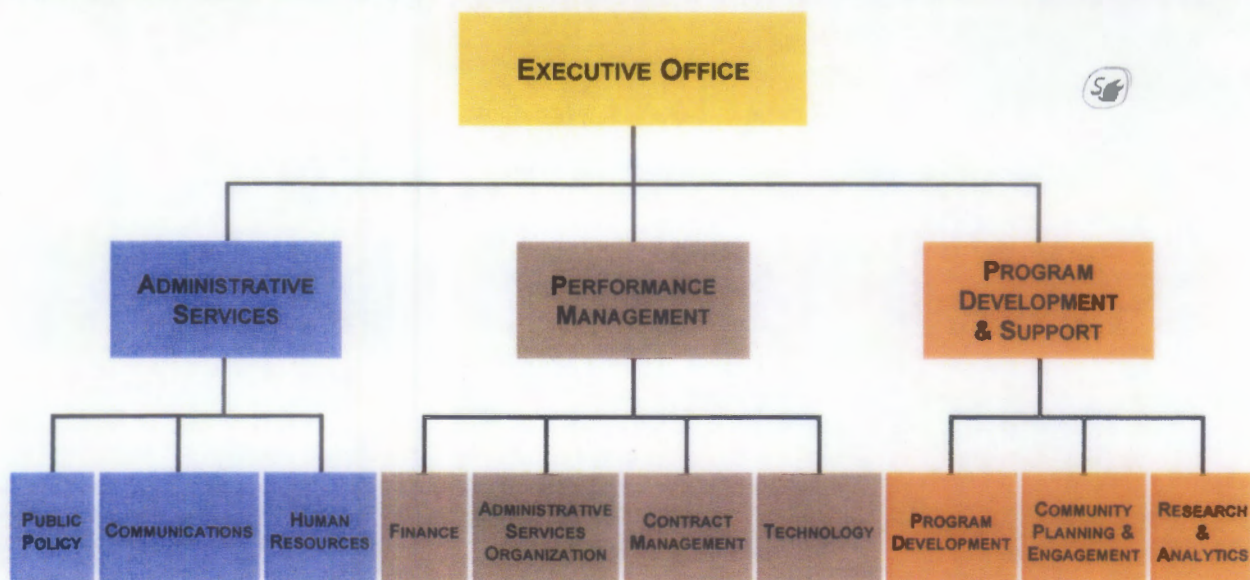 EXECUTIVE OFFICE
ADMINISTRATIVE
SERVICES
PERFORMANCE
MANAGEMENT
PROGRAM
DEVELOPMENT
& SUPPORT
PUBLIC
POLICY
COMMUNICATIONS
HUMAN
RESOURCES
FINANCE
ADMINISTRATIVE
SERVICES
ORGANIZATION
CONTRACT
MANAGEMENT
TECHNOLOGY
PROGRAM
DEVELOPMENT
COMMUNITY
PLANNING &
ENGAGEMENT
RESEARCH
&
ANALYTICS